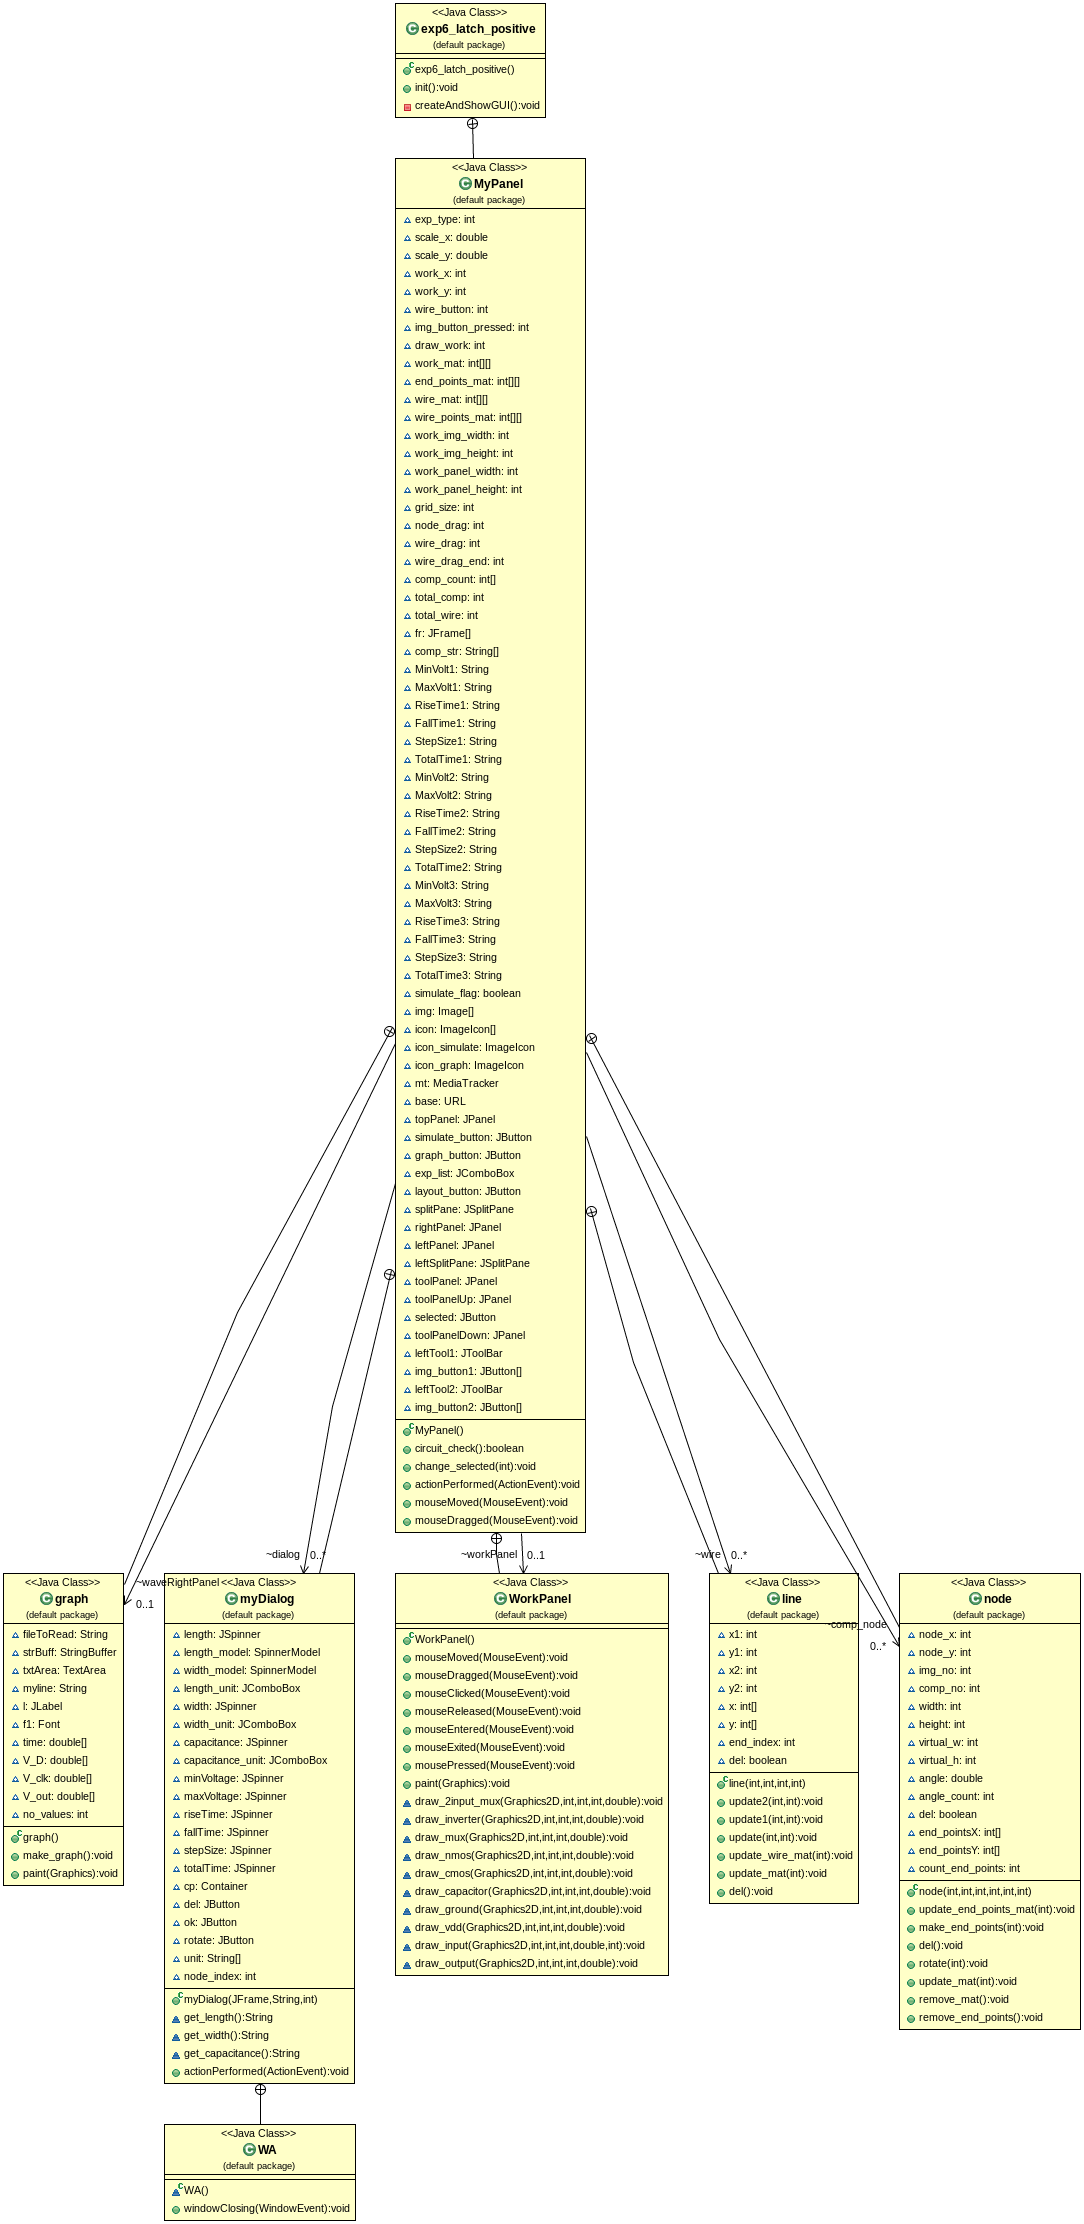 <<Java Class>>
exp6_latch_positive
(default package)
exp6_latch_positive()
init():void
createAndShowGUI():void
<<Java Class>>
MyPanel
(default package)
exp_type: int
scale_x: double
scale_y: double
work_x: int
work_y: int
wire_button: int
img_button_pressed: int
draw_work: int
work_mat: int[][]
end_points_mat: int[][]
wire_mat: int[][]
wire_points_mat: int[][]
work_img_width: int
work_img_height: int
work_panel_width: int
work_panel_height: int
grid_size: int
node_drag: int
wire_drag: int
wire_drag_end: int
comp_count: int[]
total_comp: int
total_wire: int
fr: JFrame[]
comp_str: String[]
MinVolt1: String
MaxVolt1: String
RiseTime1: String
FallTime1: String
StepSize1: String
TotalTime1: String
MinVolt2: String
MaxVolt2: String
RiseTime2: String
FallTime2: String
StepSize2: String
TotalTime2: String
MinVolt3: String
MaxVolt3: String
RiseTime3: String
FallTime3: String
StepSize3: String
TotalTime3: String
simulate_flag: boolean
img: Image[]
icon: ImageIcon[]
icon_simulate: ImageIcon
icon_graph: ImageIcon
mt: MediaTracker
base: URL
topPanel: JPanel
simulate_button: JButton
graph_button: JButton
exp_list: JComboBox
layout_button: JButton
splitPane: JSplitPane
rightPanel: JPanel
leftPanel: JPanel
leftSplitPane: JSplitPane
toolPanel: JPanel
toolPanelUp: JPanel
selected: JButton
toolPanelDown: JPanel
leftTool1: JToolBar
img_button1: JButton[]
leftTool2: JToolBar
img_button2: JButton[]
MyPanel()
circuit_check():boolean
change_selected(int):void
actionPerformed(ActionEvent):void
mouseMoved(MouseEvent):void
mouseDragged(MouseEvent):void
~dialog 0..*
~workPanel 0..1
~wire 0..*
~waveRightPanel
0..1
~comp_node
0..*
<<Java Class>>
graph
(default package)
fileToRead: String
strBuff: StringBuffer
txtArea: TextArea
myline: String
l: JLabel
f1: Font
time: double[]
V_D: double[]
V_clk: double[]
V_out: double[]
no_values: int
graph()
make_graph():void
paint(Graphics):void
<<Java Class>>
myDialog
(default package)
length: JSpinner
length_model: SpinnerModel
width_model: SpinnerModel
length_unit: JComboBox
width: JSpinner
width_unit: JComboBox
capacitance: JSpinner
capacitance_unit: JComboBox
minVoltage: JSpinner
maxVoltage: JSpinner
riseTime: JSpinner
fallTime: JSpinner
stepSize: JSpinner
totalTime: JSpinner
cp: Container
del: JButton
ok: JButton
rotate: JButton
unit: String[]
node_index: int
myDialog(JFrame,String,int)
get_length():String
get_width():String
get_capacitance():String
actionPerformed(ActionEvent):void
<<Java Class>>
WorkPanel
(default package)
WorkPanel()
mouseMoved(MouseEvent):void
mouseDragged(MouseEvent):void
mouseClicked(MouseEvent):void
mouseReleased(MouseEvent):void
mouseEntered(MouseEvent):void
mouseExited(MouseEvent):void
mousePressed(MouseEvent):void
paint(Graphics):void
draw_2input_mux(Graphics2D,int,int,int,double):void
draw_inverter(Graphics2D,int,int,int,double):void
draw_mux(Graphics2D,int,int,int,double):void
draw_nmos(Graphics2D,int,int,int,double):void
draw_cmos(Graphics2D,int,int,int,double):void
draw_capacitor(Graphics2D,int,int,int,double):void
draw_ground(Graphics2D,int,int,int,double):void
draw_vdd(Graphics2D,int,int,int,double):void
draw_input(Graphics2D,int,int,int,double,int):void
draw_output(Graphics2D,int,int,int,double):void
<<Java Class>>
line
(default package)
x1: int
y1: int
x2: int
y2: int
x: int[]
y: int[]
end_index: int
del: boolean
line(int,int,int,int)
update2(int,int):void
update1(int,int):void
update(int,int):void
update_wire_mat(int):void
update_mat(int):void
del():void
<<Java Class>>
node
(default package)
node_x: int
node_y: int
img_no: int
comp_no: int
width: int
height: int
virtual_w: int
virtual_h: int
angle: double
angle_count: int
del: boolean
end_pointsX: int[]
end_pointsY: int[]
count_end_points: int
node(int,int,int,int,int,int)
update_end_points_mat(int):void
make_end_points(int):void
del():void
rotate(int):void
update_mat(int):void
remove_mat():void
remove_end_points():void
<<Java Class>>
WA
(default package)
WA()
windowClosing(WindowEvent):void